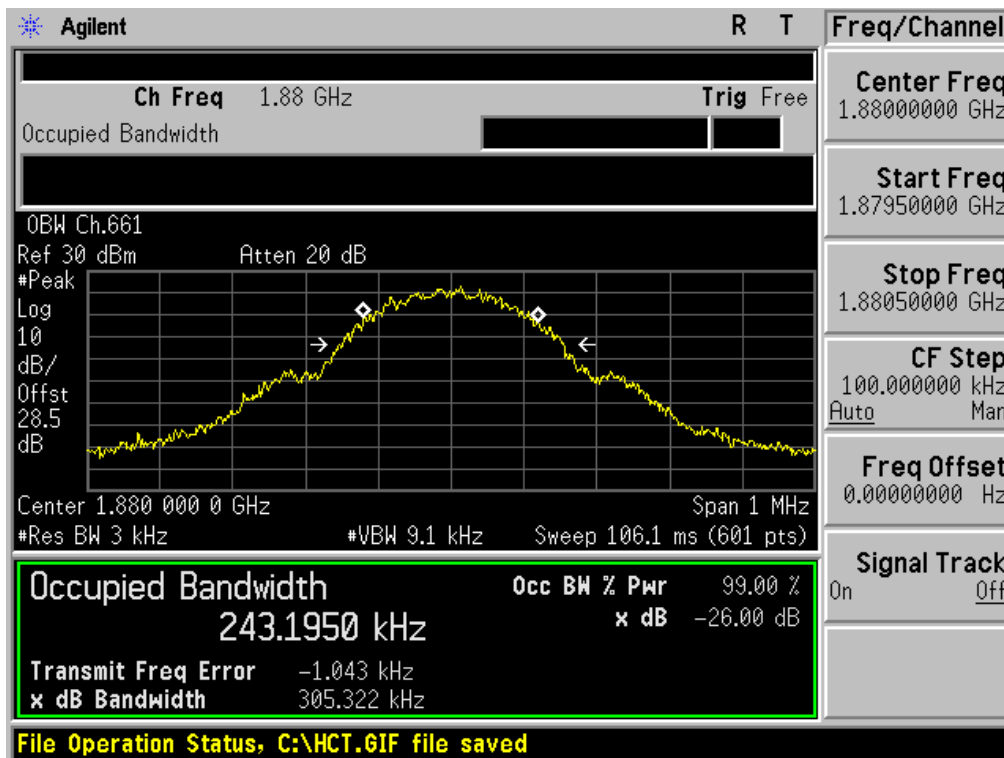 Agilent R T Freq/Channel
Ch Freq 1.88 GHz Trig Free
Occupied Bandwidth
Center Freq
1.88000000 GHz
Start Freq
1.87950000 GHz
Stop Freq
1.88050000 GHz
CF Step
100.000000 kHz
Auto Man
Freq Offset
0.00000000 Hz
Signal Track
On Off
OBW Ch.661
Ref 30 dBm Atten 20 dB
#Peak
Log
10
dB/
Offst
28.5
dB
Center 1.880 000 0 GHz Span 1 MHz
#Res BW 3 kHz #VBW 9.1 kHz Sweep 106.1 ms (601 pts)
Occupied Bandwidth Occ BW % Pwr 99.00 %
243.1950 kHz x dB -26.00 dB
Transmit Freq Error -1.043 kHz
x dB Bandwidth 305.322 kHz
File Operation Status, C:\HCT.GIF file saved